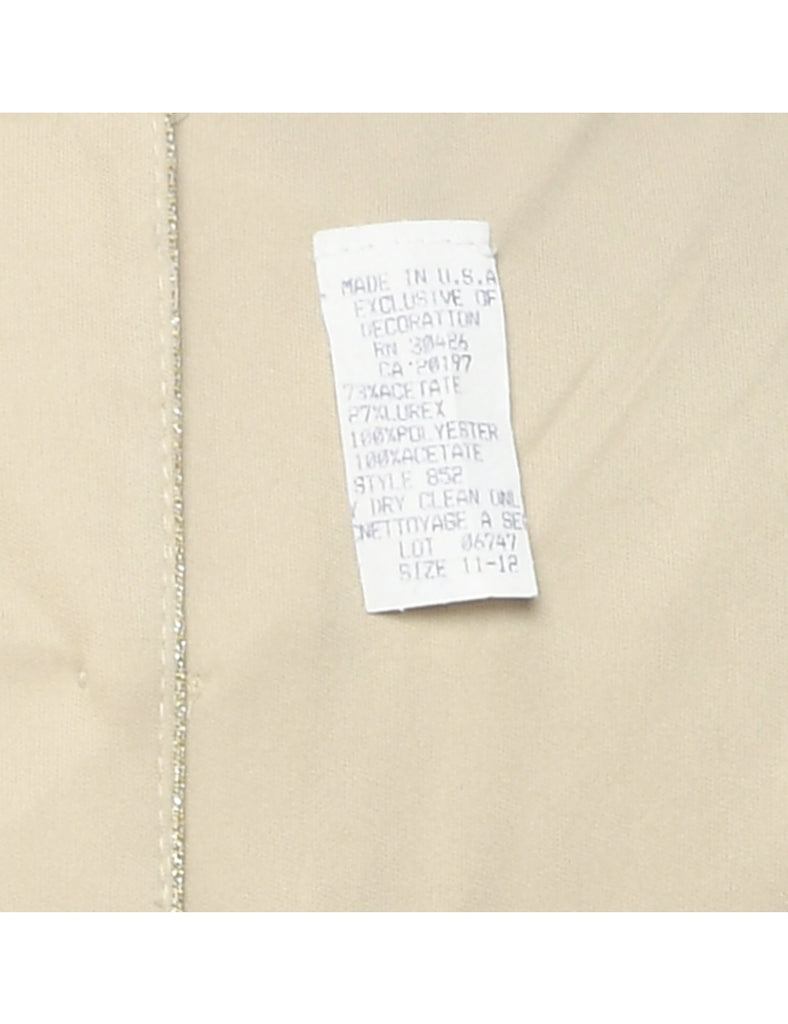 MADE IN U.S.A
EXCLUSIVE OF
DECORATION
RN 30426
CA 20197
73%ACETATE
27%LUREX
100%POLYESTER
100%ACETATE
STYLE 852
Y DRY CLEAN ONL
NETTOYAGE A SE
LOT 06747
SIZE 11-12